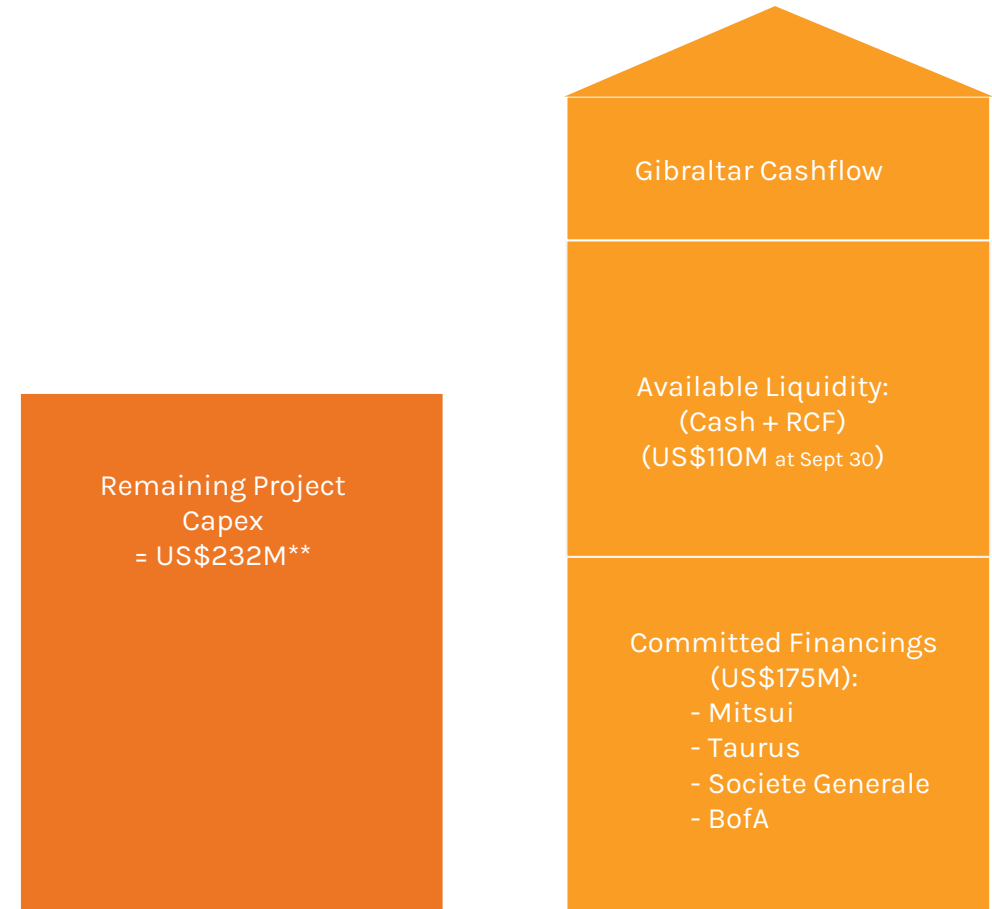 Remaining Project
Capex
= US$232M**
Gibraltar Cashflow
Available Liquidity:
(Cash + RCF)
(US$110M at Sept 30)
Committed Financings
(US$175M):
- Mitsui
- Taurus
- Societe Generale
- BofA